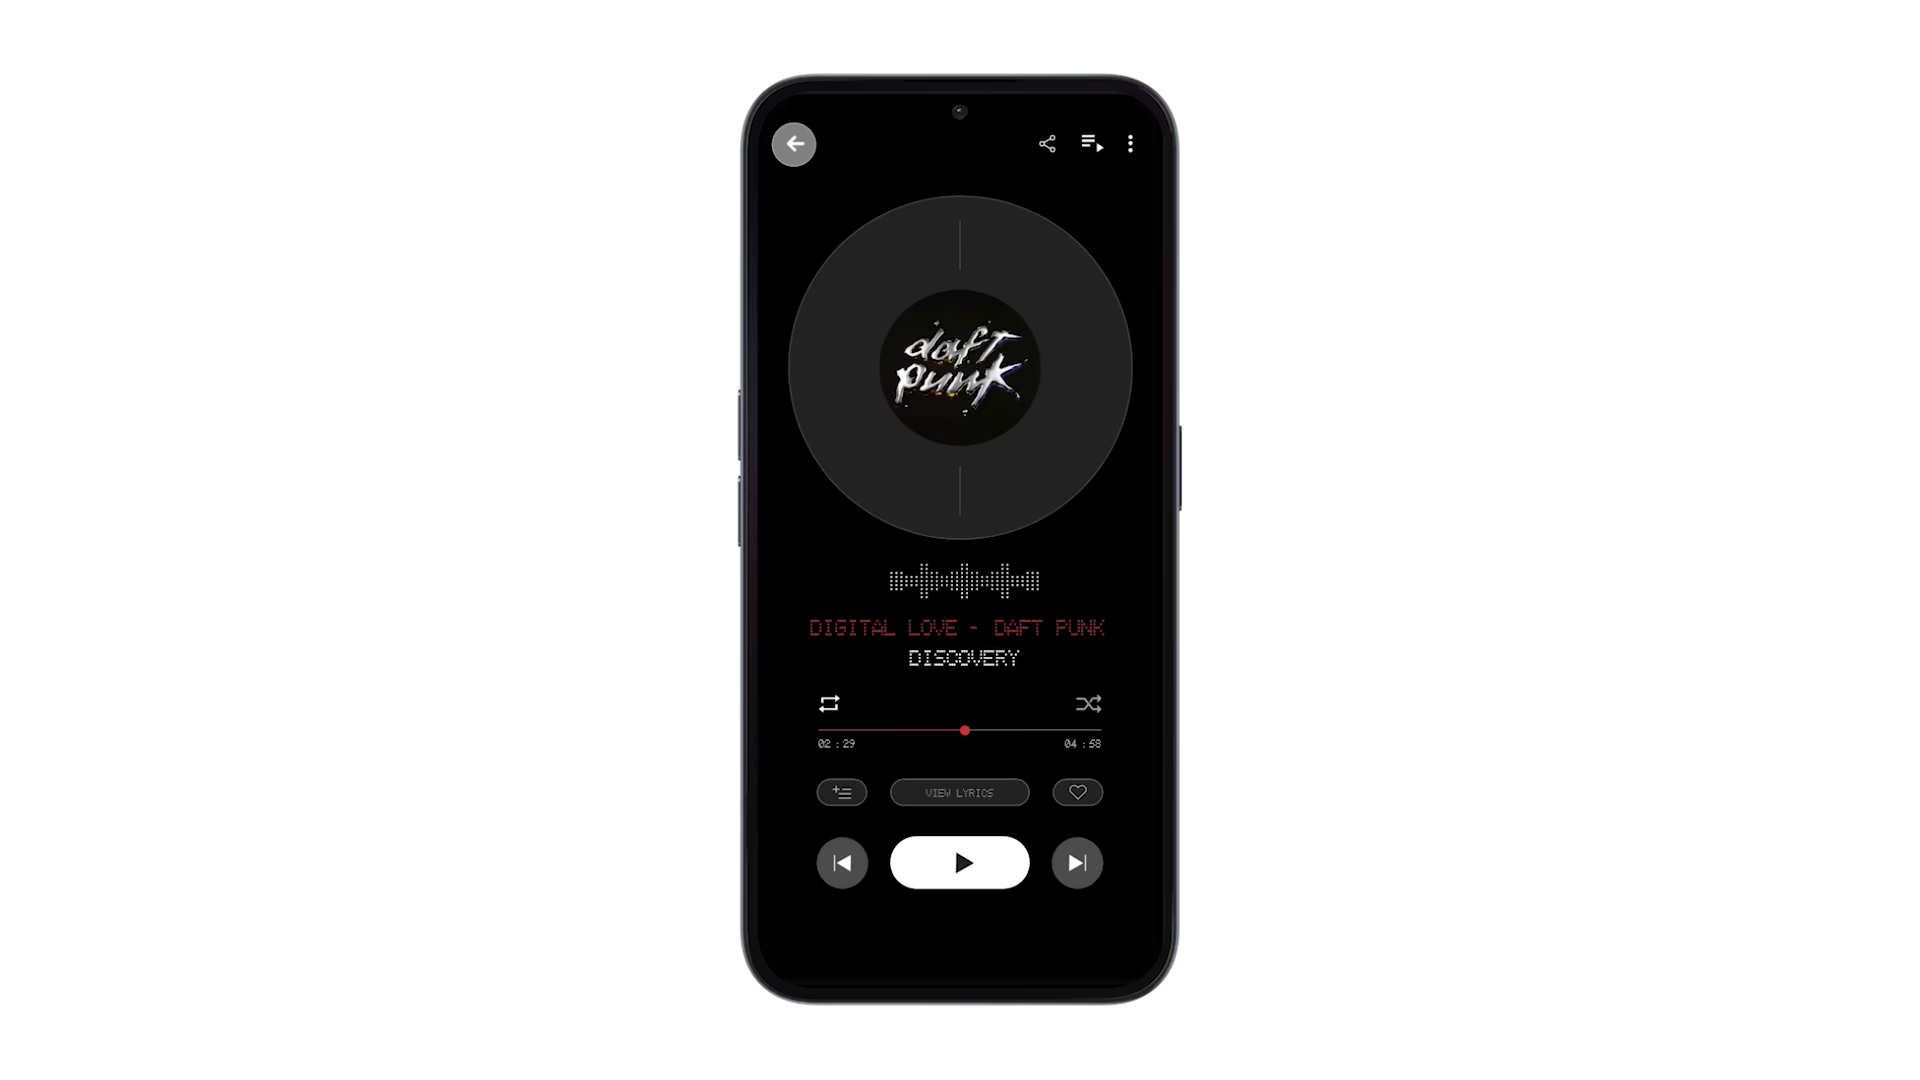 daft
punk
DIGITAL LOVE - DAFT PUNK
DISCOVERY
02 : 29
04 : 58
VIEW LYRICS